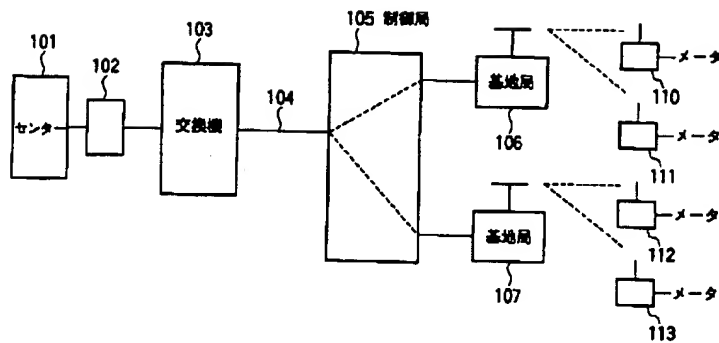 101
センタ
102
103
交換機
104
105 制御局
基地局
106
メータ
110
メータ
111
基地局
107
メータ
112
メータ
113